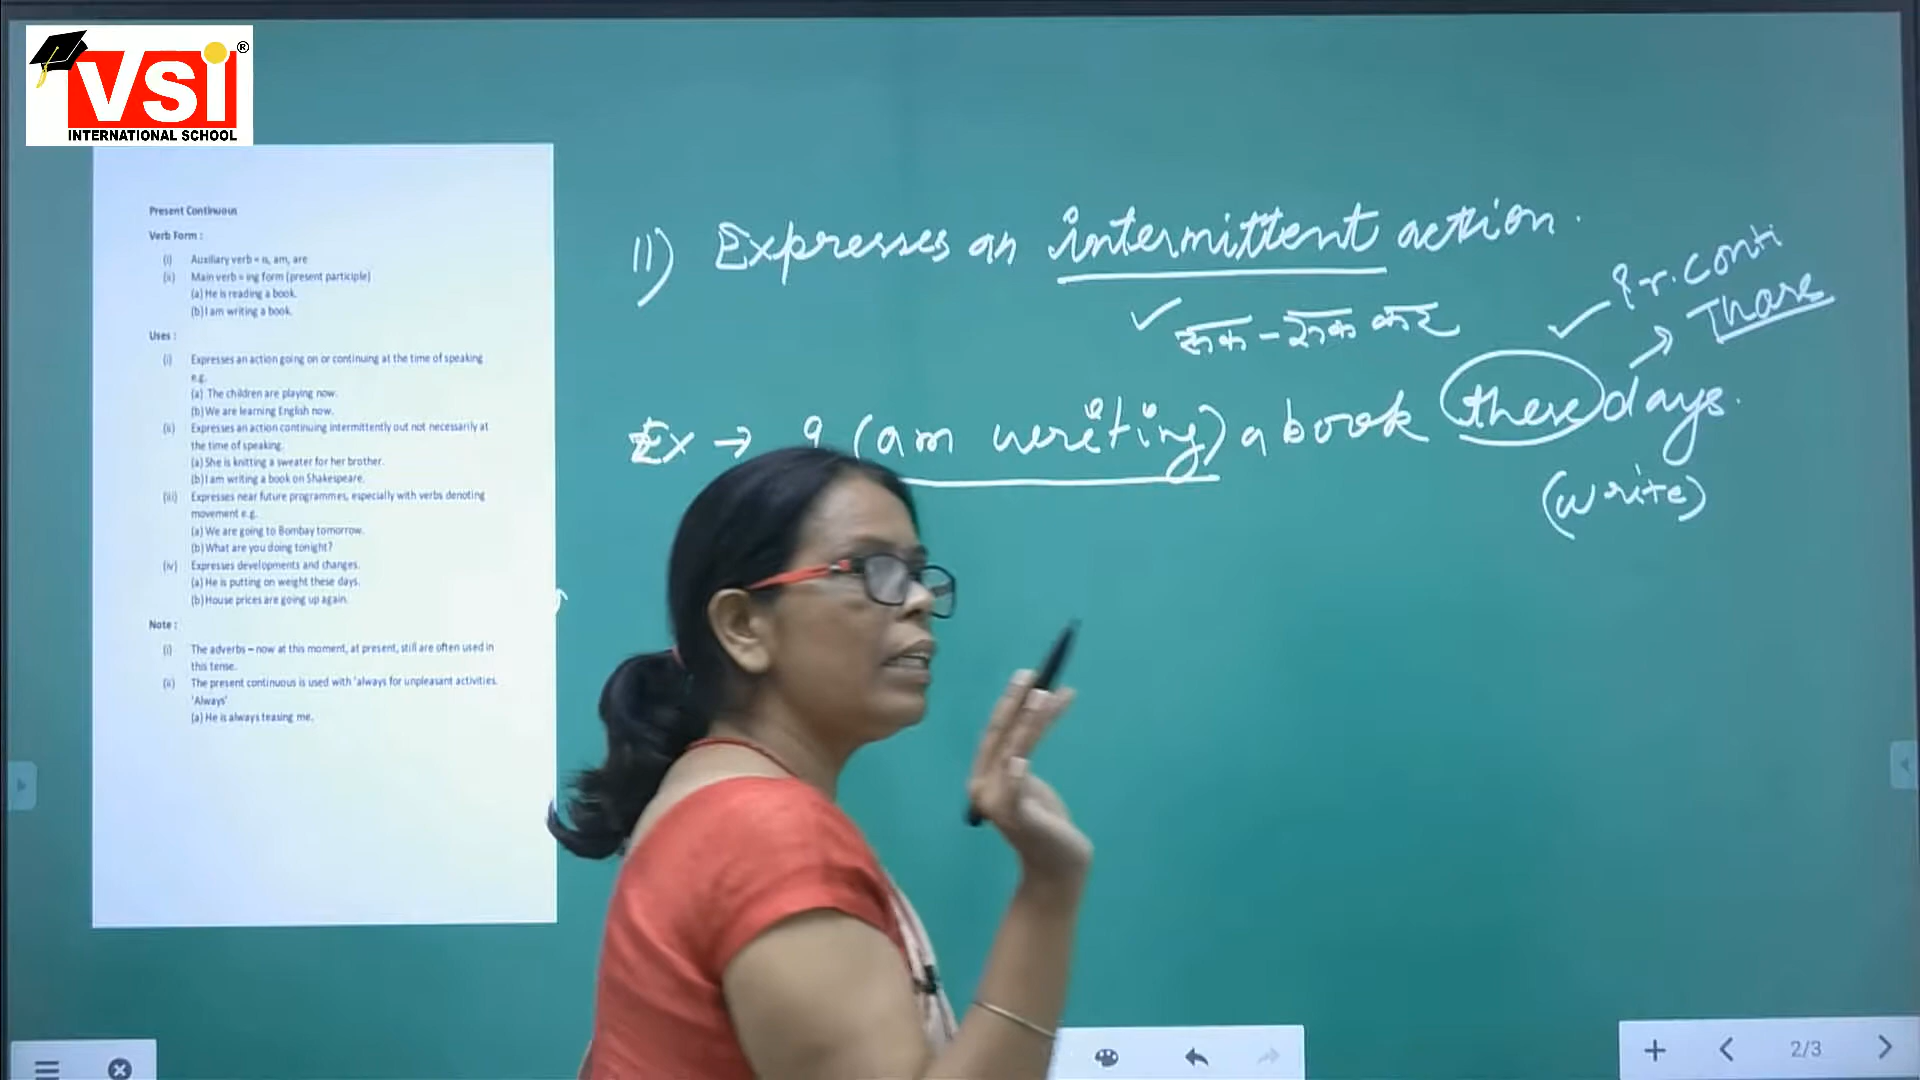 VSI ®
INTERNATIONAL SCHOOL
Present Continuous
Verb Form :
(i) Auxiliary verb = is, am, are
(ii) Main verb = ing form (present participle)
(a) He is reading a book.
(b) I am writing a book.
Uses :
(i) Expresses an action going on or continuing at the time of speaking
e.g.
(a) The children are playing now.
(b) We are learning English now.
(ii) Expresses an action continuing intermittently out not necessarily at
the time of speaking.
(a) She is knitting a sweater for her brother.
(b) I am writing a book on Shakespeare.
(iii) Expresses near future programmes, especially with verbs denoting
movement e.g.
(a) We are going to Bombay tomorrow.
(b) What are you doing tonight?
(iv) Expresses developments and changes.
(a) He is putting on weight these days.
(b) House prices are going up again.
Note :
(i) The adverbs – now at this moment, at present, still are often used in
this tense.
(ii) The present continuous is used with 'always for unpleasant activities.
'Always'
(a) He is always teasing me.
II) Expresses an intermittent action.
✓ रूक - रूक कर
✓ Pr. conti
→ Those
Ex → I (am writing) a book these days.
(write)
2/3